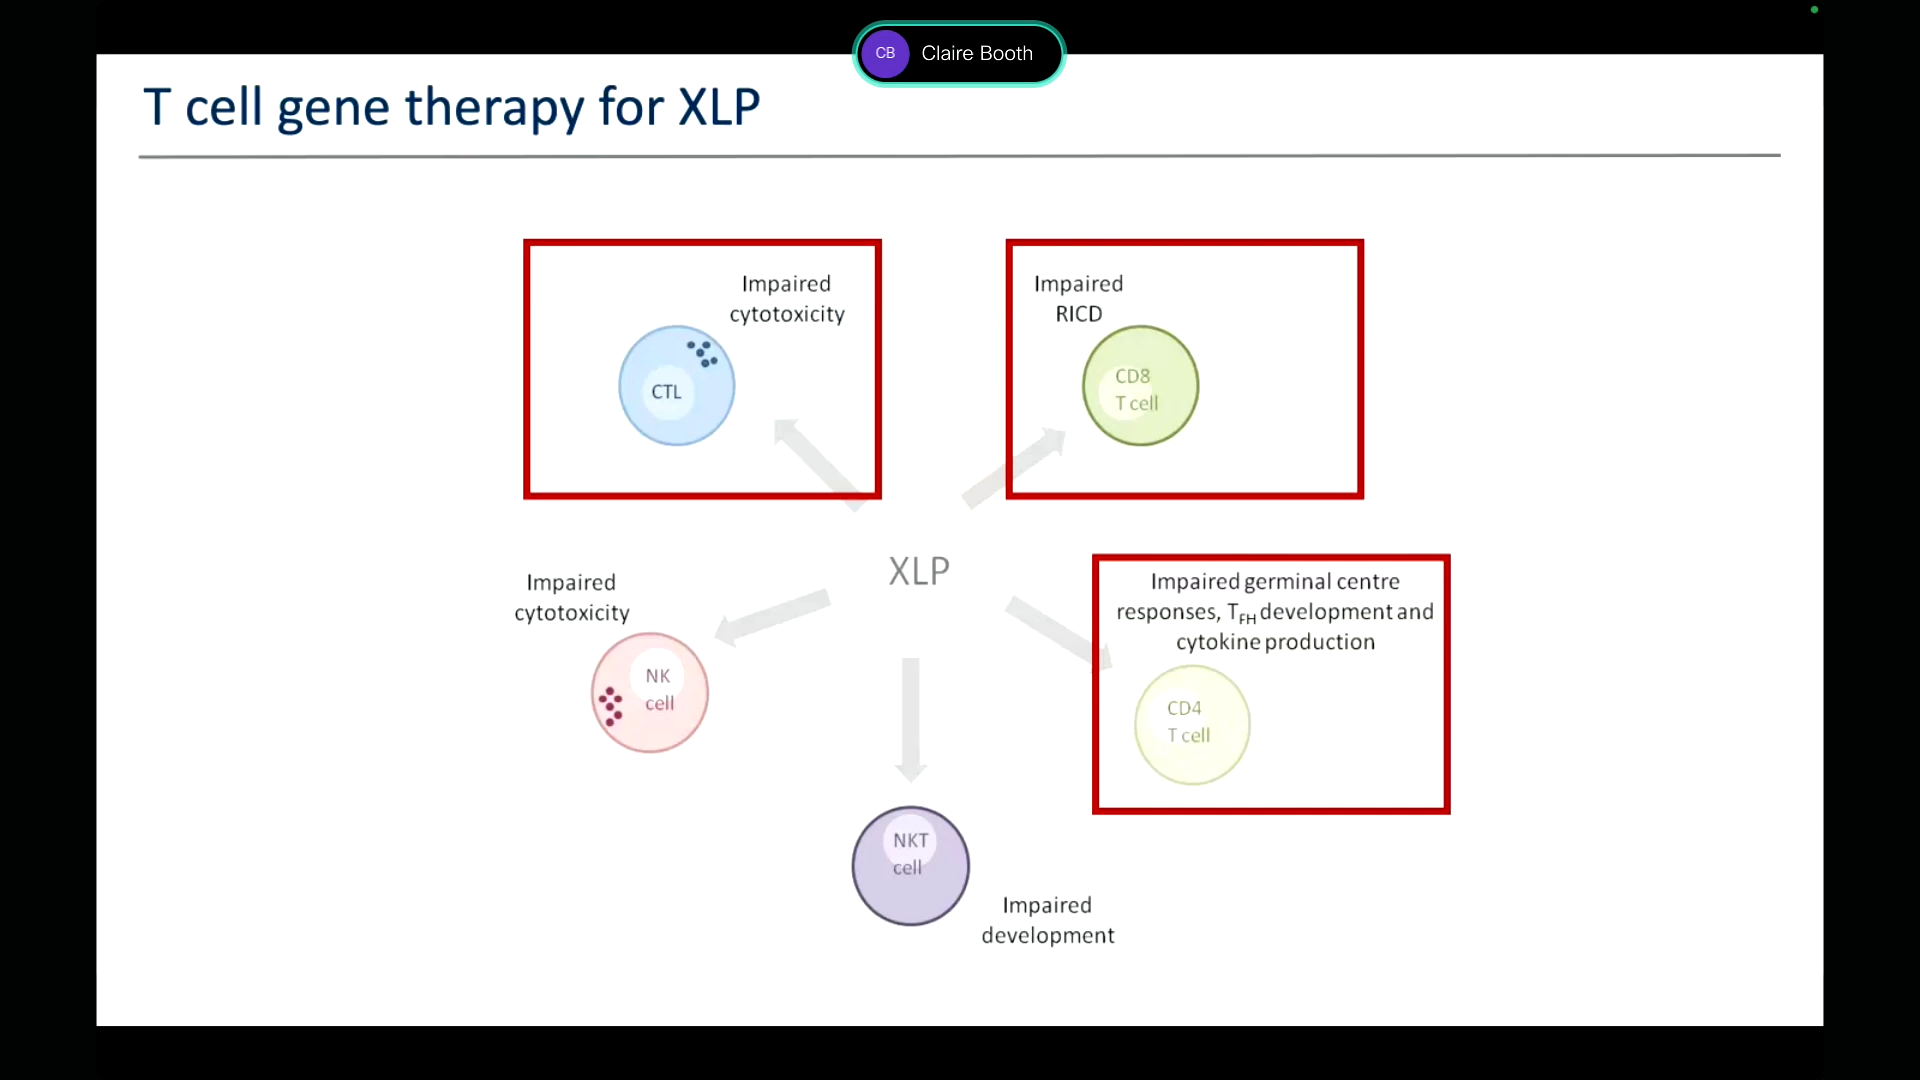 CB Claire Booth
T cell gene therapy for XLP
Impaired
cytotoxicity
CTL
Impaired
RICD
CD8
T cell
XLP
Impaired
cytotoxicity
NK
cell
Impaired germinal centre
responses, TFH development and
cytokine production
CD4
T cell
NKT
cell
Impaired
development